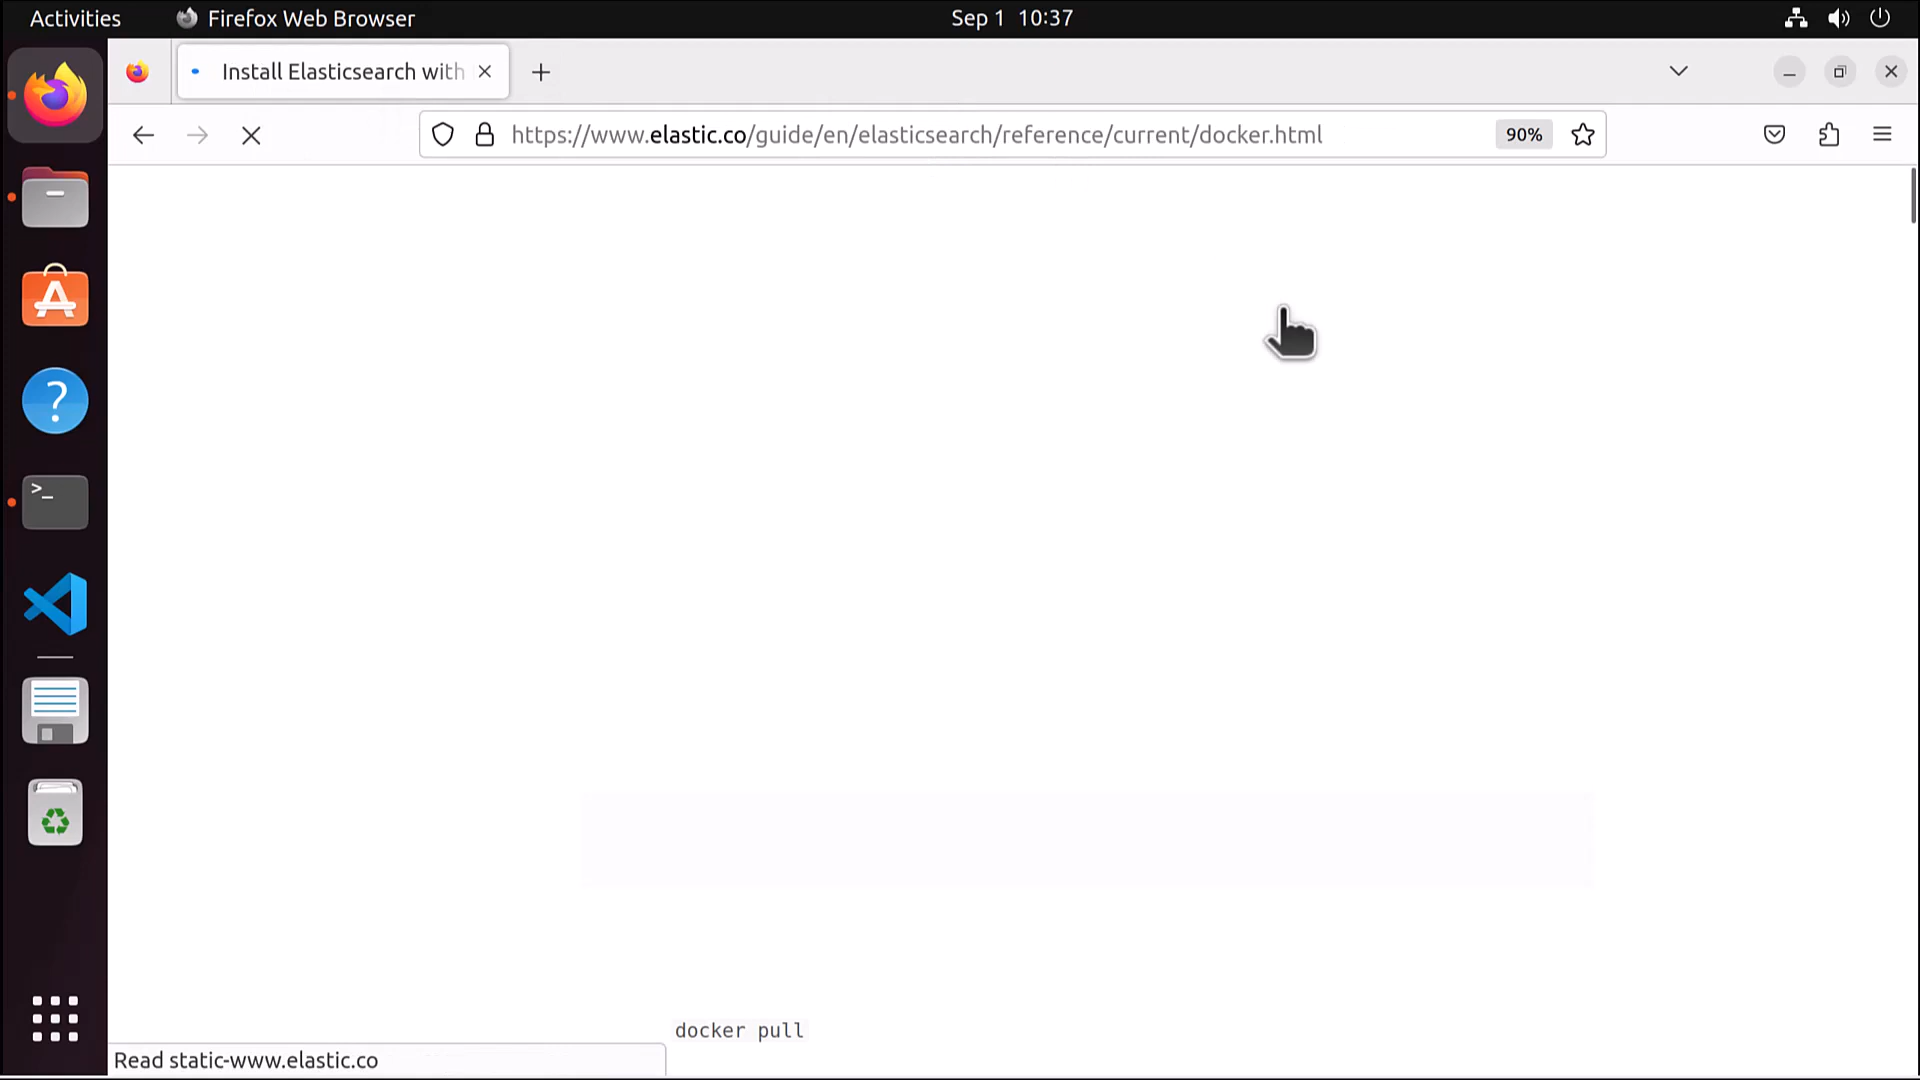 Activities
Firefox Web Browser
Sep 1 10:37
Install Elasticsearch with
https://www.elastic.co/guide/en/elasticsearch/reference/current/docker.html
90%
docker pull
Read static-www.elastic.co